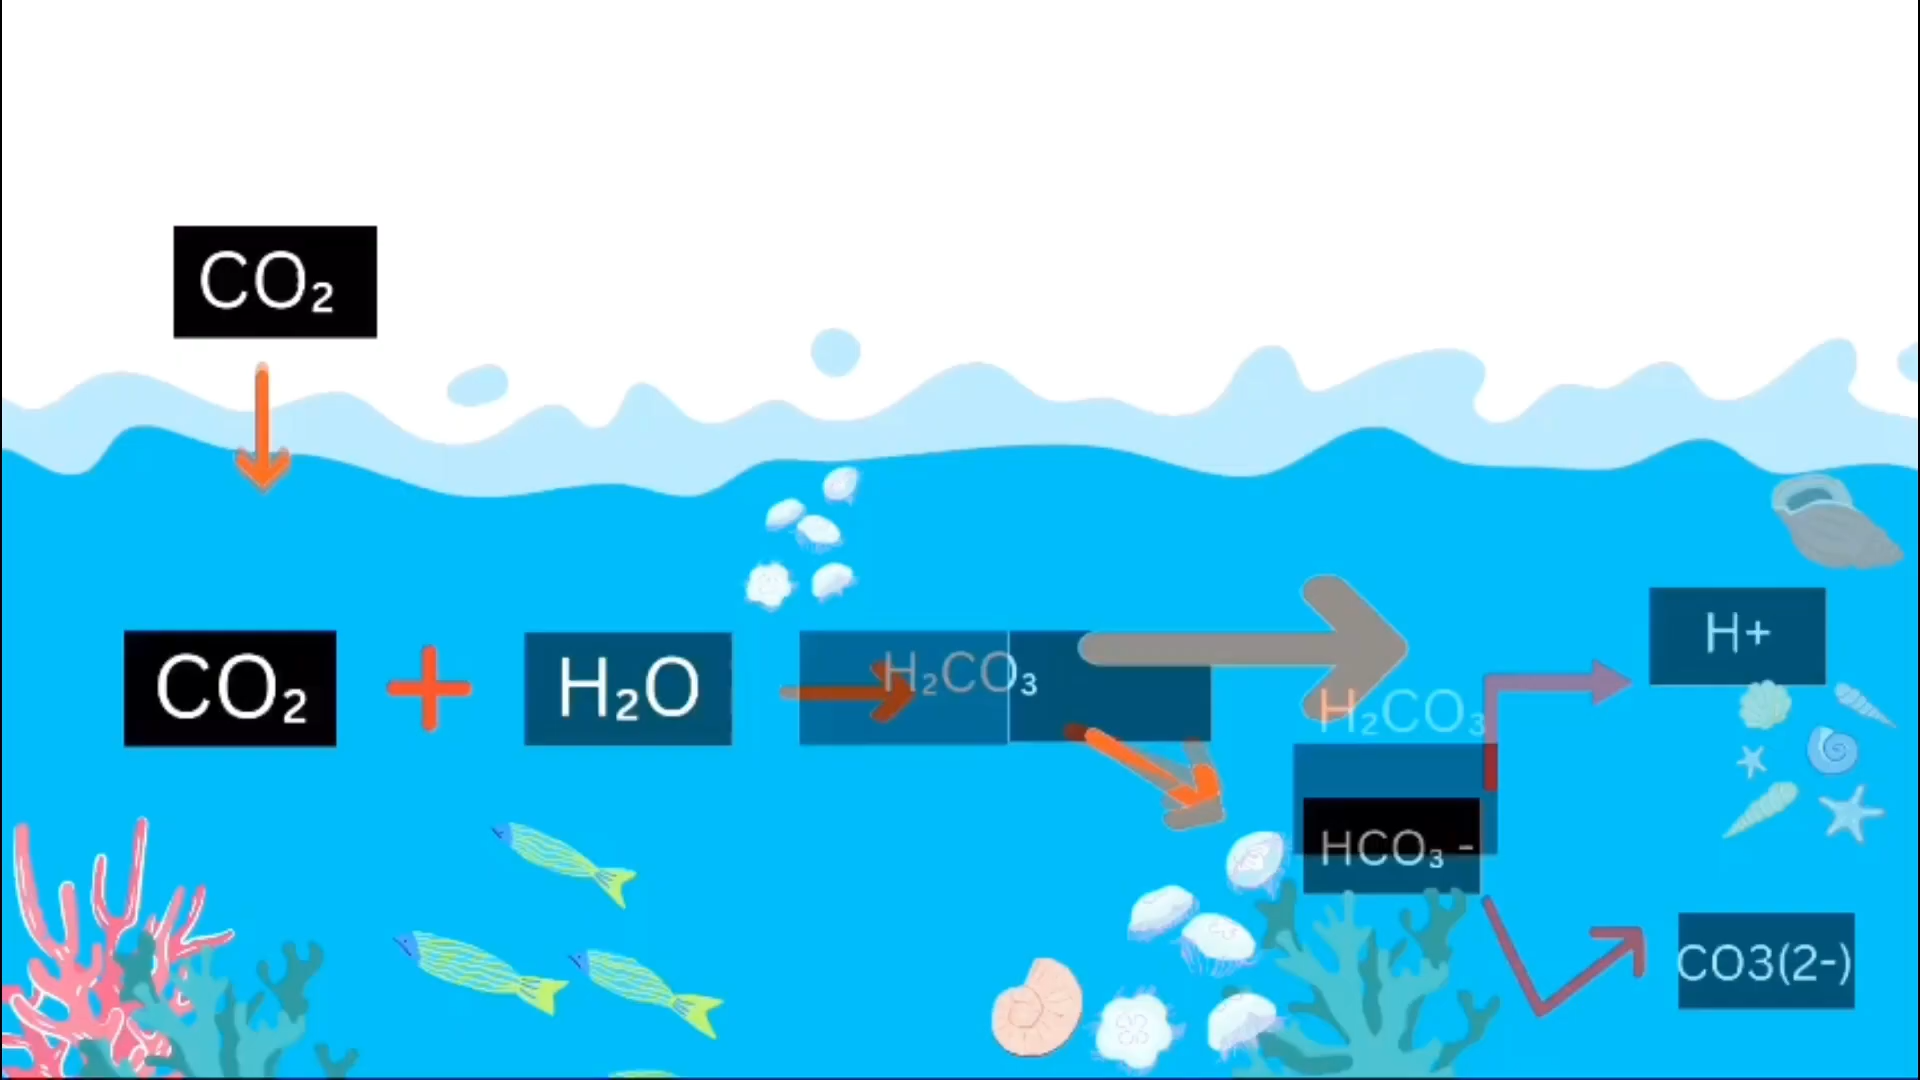 CO₂
CO₂ + H₂O H₂CO₃
H₂CO₃
H+
HCO₃ -
CO3(2-)